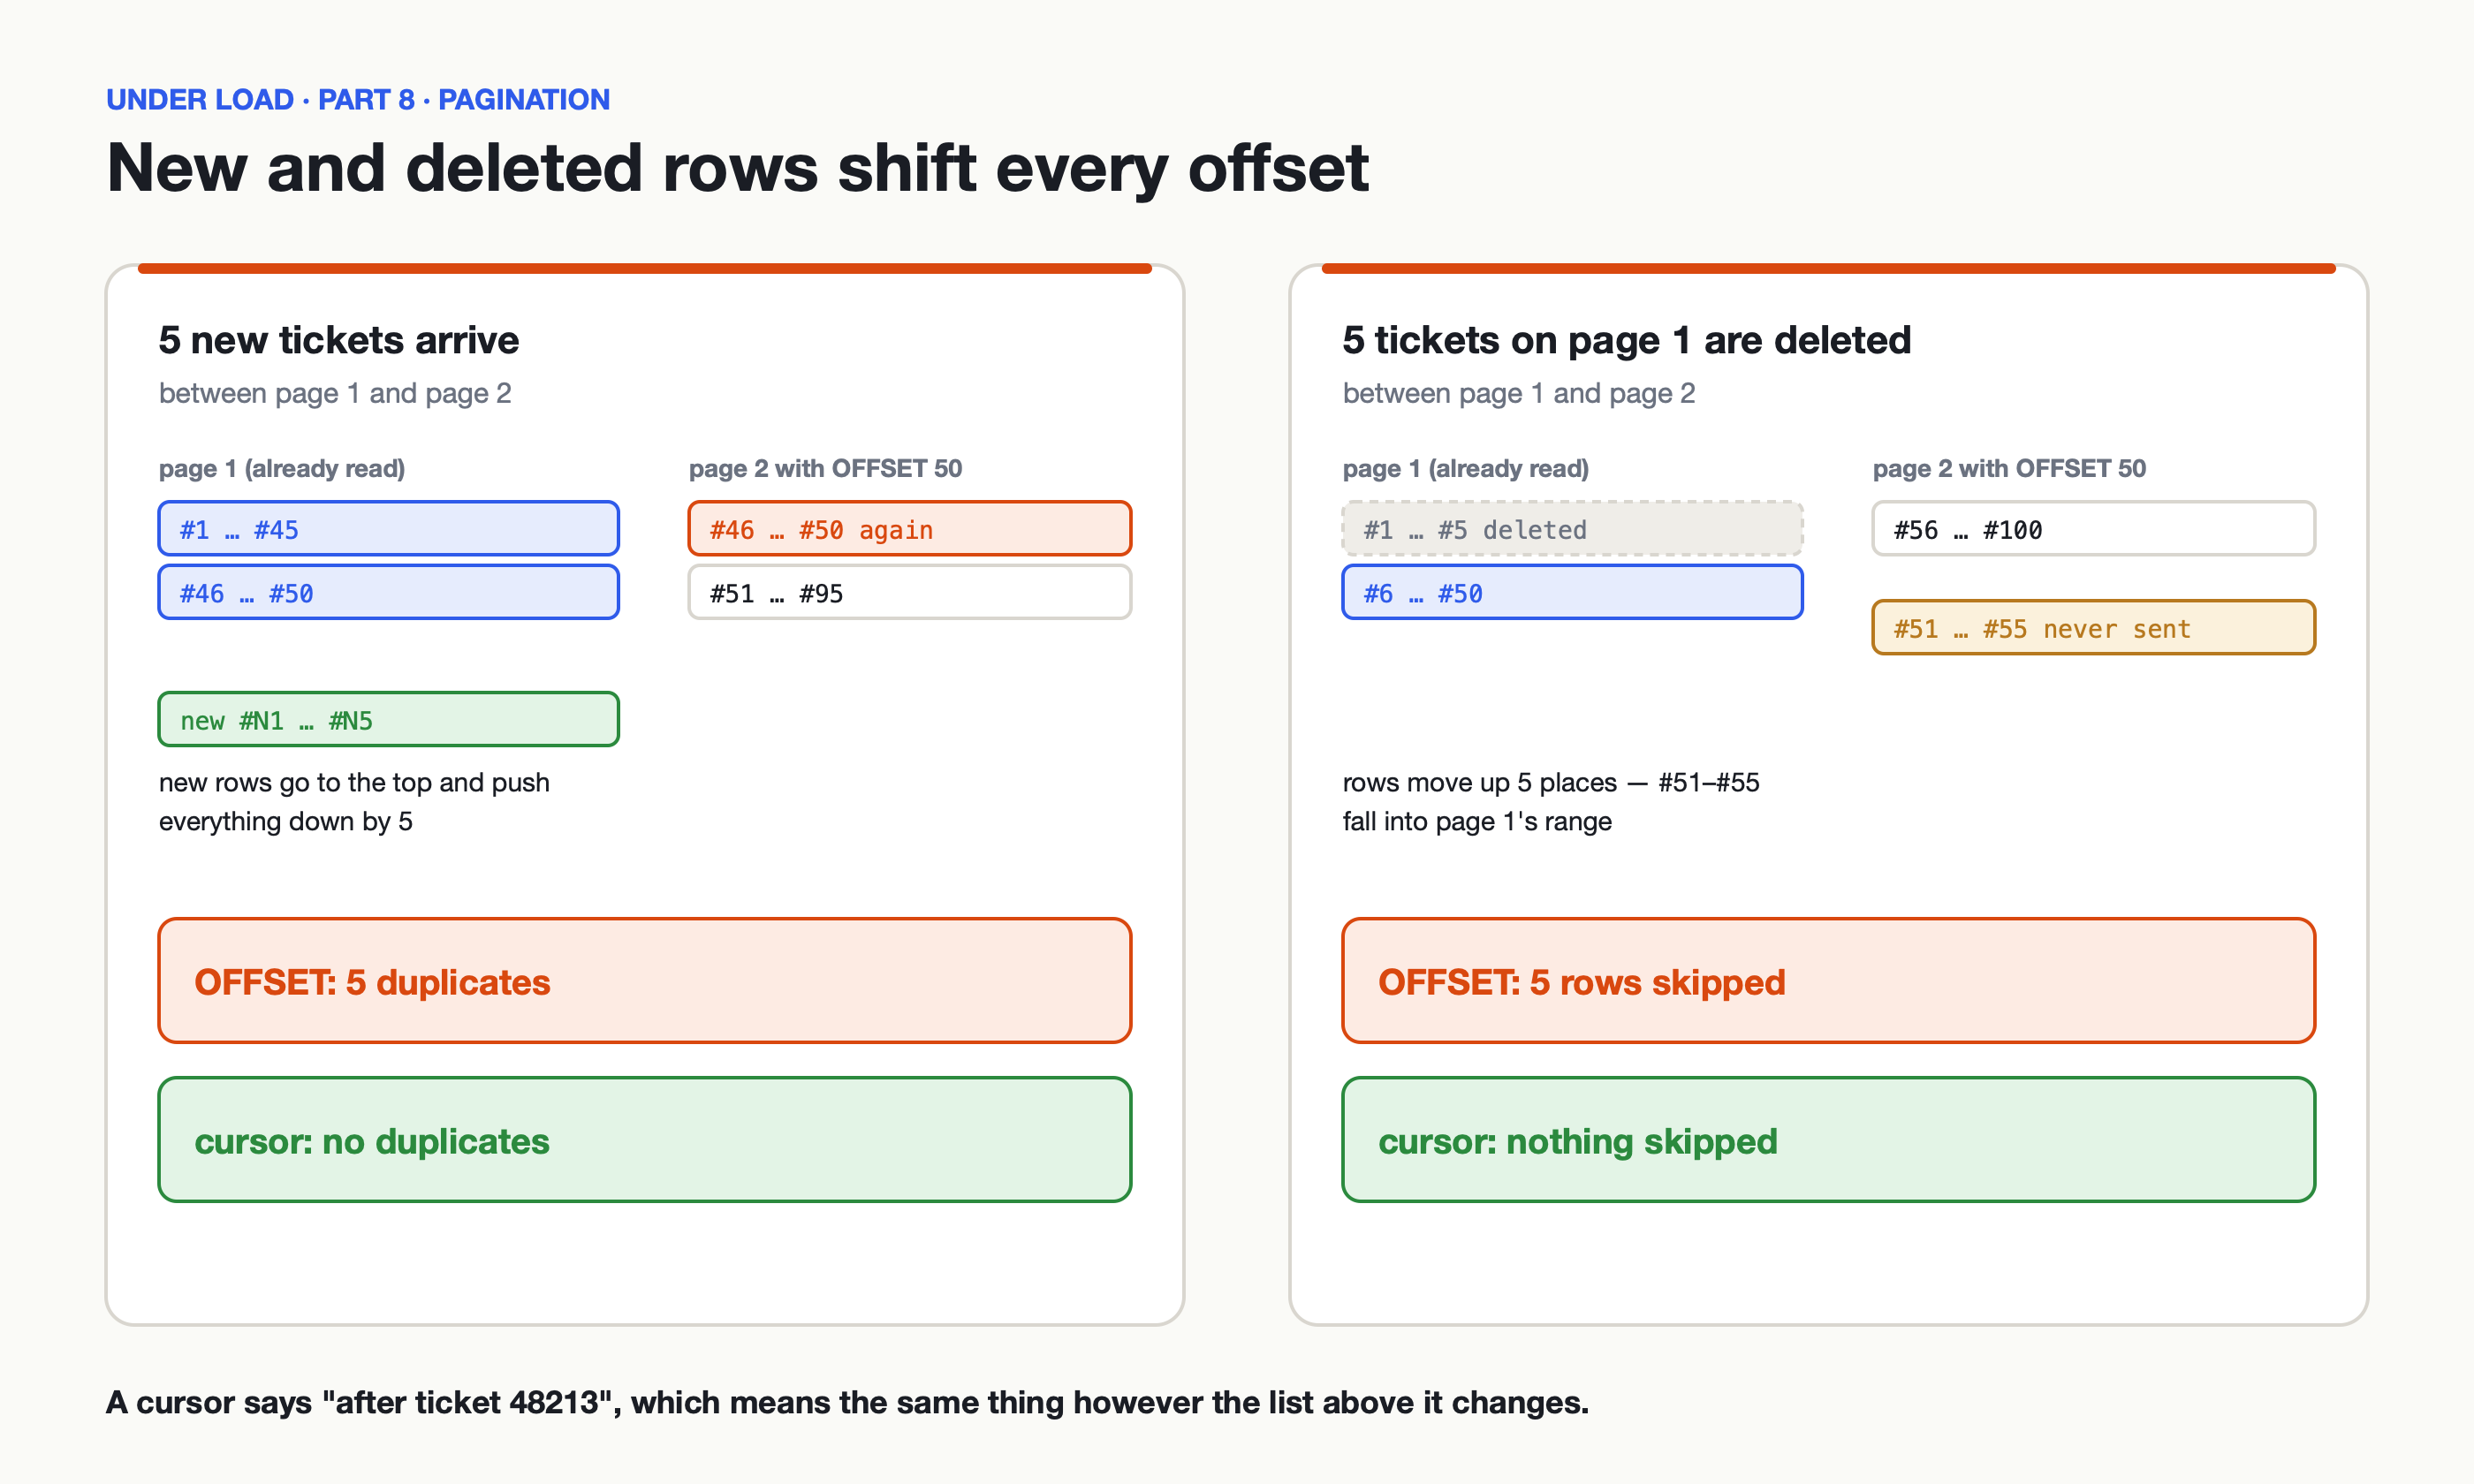 UNDER LOAD · PART 8 · PAGINATION
New and deleted rows shift every offset
5 new tickets arrive
between page 1 and page 2
page 1 (already read)
page 2 with OFFSET 50
#1 … #45
#46 … #50 again
#46 … #50
#51 … #95
new #N1 … #N5
new rows go to the top and push
everything down by 5
OFFSET: 5 duplicates
cursor: no duplicates
5 tickets on page 1 are deleted
between page 1 and page 2
page 1 (already read)
page 2 with OFFSET 50
#1 … #5 deleted
#56 … #100
#6 … #50
#51 … #55 never sent
rows move up 5 places — #51–#55
fall into page 1's range
OFFSET: 5 rows skipped
cursor: nothing skipped
A cursor says "after ticket 48213", which means the same thing however the list above it changes.